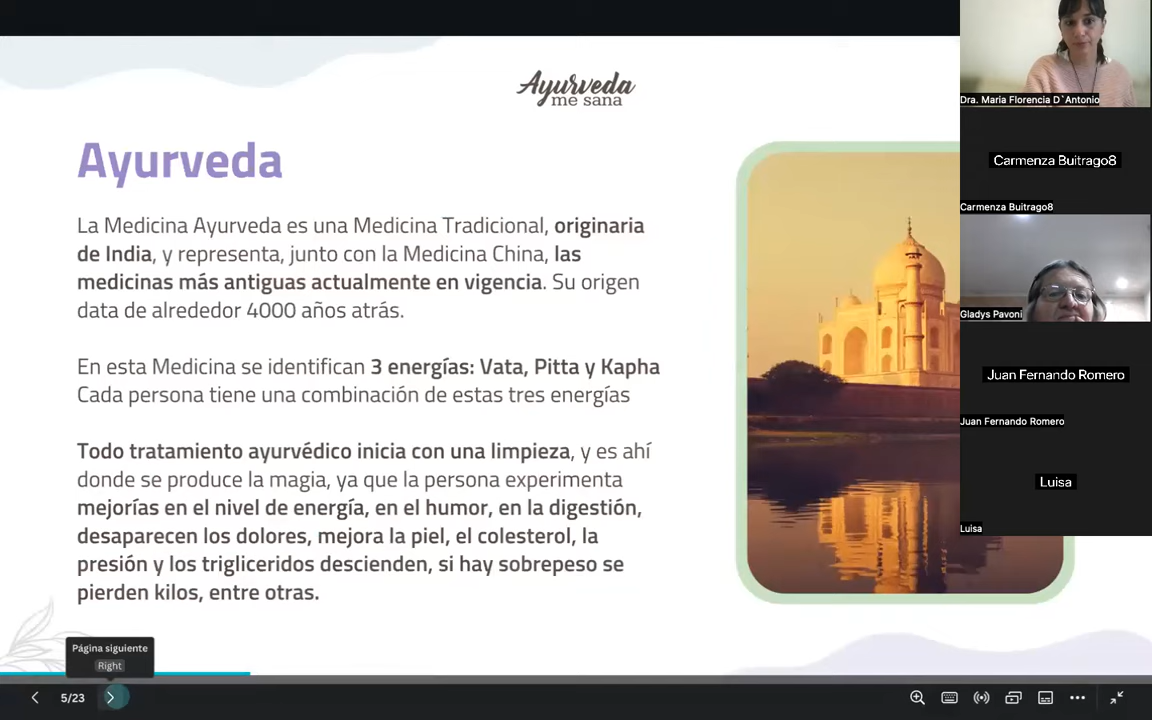 Ayurveda
me sana
Ayurveda
La Medicina Ayurveda es una Medicina Tradicional, originaria
de India, y representa, junto con la Medicina China, las
medicinas más antiguas actualmente en vigencia. Su origen
data de alrededor 4000 años atrás.
En esta Medicina se identifican 3 energías: Vata, Pitta y Kapha
Cada persona tiene una combinación de estas tres energías
Todo tratamiento ayurvédico inicia con una limpieza, y es ahí
donde se produce la magia, ya que la persona experimenta
mejorías en el nivel de energía, en el humor, en la digestión,
desaparecen los dolores, mejora la piel, el colesterol, la
presión y los trigliceridos descienden, si hay sobrepeso se
pierden kilos, entre otras.
Página siguiente
Right
5/23
Dra. Maria Florencia D`Antonio
Carmenza Buitrago8
Carmenza Buitrago8
Gladys Pavoni
Juan Fernando Romero
Juan Fernando Romero
Luisa
Luisa